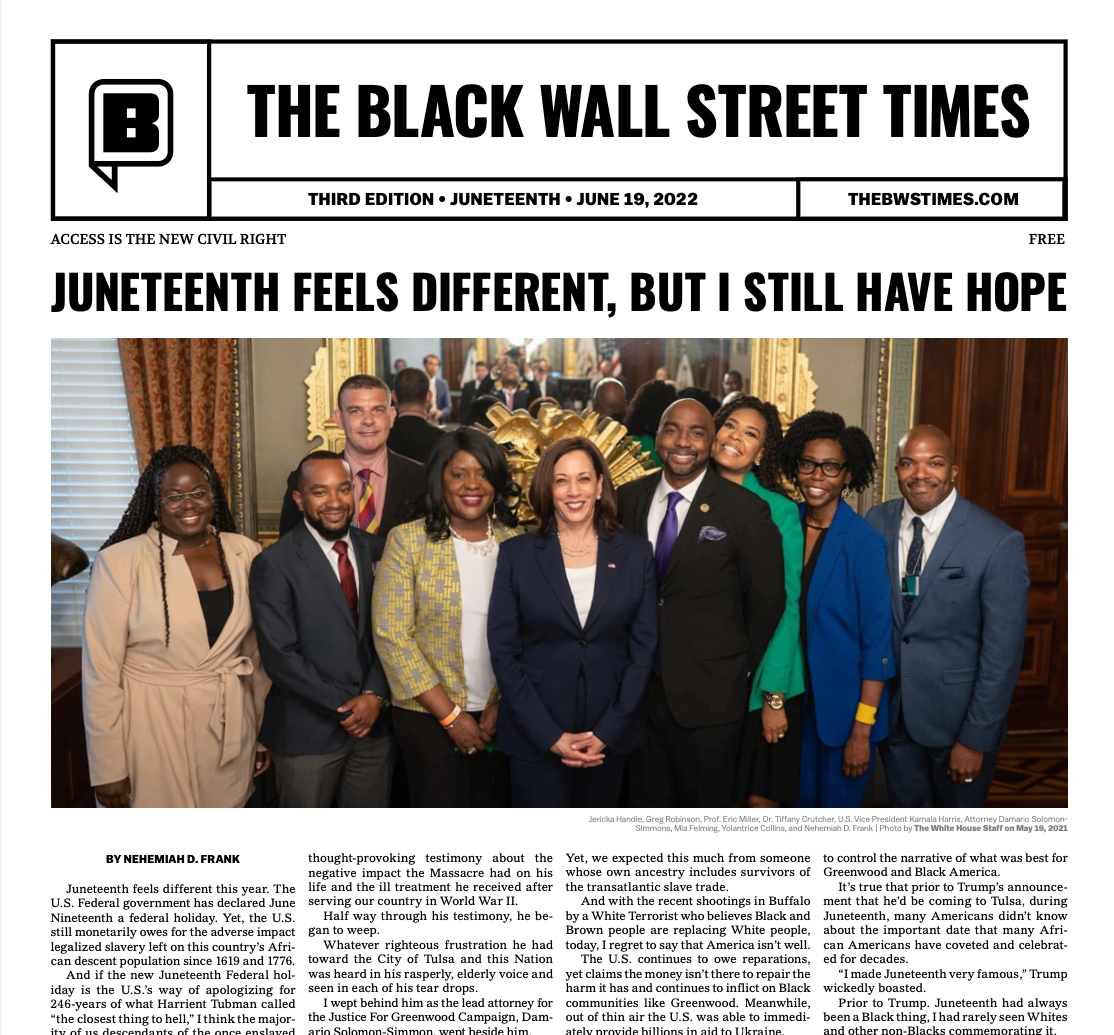 B
THE BLACK WALL STREET TIMES
THIRD EDITION • JUNETEENTH • JUNE 19, 2022
THEBWSTIMES.COM
ACCESS IS THE NEW CIVIL RIGHT
FREE
JUNETEENTH FEELS DIFFERENT, BUT I STILL HAVE HOPE
Jericka Handie, Greg Robinson, Prof. Eric Miller, Dr. Tiffany Crutcher, U.S. Vice President Kamala Harris, Attorney Damario Solomon-
Simmons, Mia Felming, Yolantrice Collins, and Nehemiah D. Frank | Photo by The White House Staff on May 19, 2021
BY NEHEMIAH D. FRANK
Juneteenth feels different this year. The
U.S. Federal government has declared June
Nineteenth a federal holiday. Yet, the U.S.
still monetarily owes for the adverse impact
legalized slavery left on this country's Afri-
can descent population since 1619 and 1776.
And if the new Juneteenth Federal hol-
iday is the U.S.'s way of apologizing for
246-years of what Harrient Tubman called
“the closest thing to hell,” I think the major-
ity of us descendants of the once enslaved
thought-provoking testimony about the
negative impact the Massacre had on his
life and the ill treatment he received after
serving our country in World War II.
Half way through his testimony, he be-
gan to weep.
Whatever righteous frustration he had
toward the City of Tulsa and this Nation
was heard in his rasperly, elderly voice and
seen in each of his tear drops.
I wept behind him as the lead attorney for
the Justice For Greenwood Campaign, Dam-
ario Solomon-Simmon, wept beside him.
Yet, we expected this much from someone
whose own ancestry includes survivors of
the transatlantic slave trade.
And with the recent shootings in Buffalo
by a White Terrorist who believes Black and
Brown people are replacing White people,
today, I regret to say that America isn't well.
The U.S. continues to owe reparations,
yet claims the money isn't there to repair the
harm it has and continues to inflict on Black
communities like Greenwood. Meanwhile,
out of thin air the U.S. was able to immedi-
ately provide billions in aid to Ukraine.
to control the narrative of what was best for
Greenwood and Black America.
It's true that prior to Trump's announce-
ment that he'd be coming to Tulsa, during
Juneteenth, many Americans didn't know
about the important date that many Afri-
can Americans have coveted and celebrat-
ed for decades.
“I made Juneteenth very famous,” Trump
wickedly boasted.
Prior to Trump. Juneteenth had always
been a Black thing, I had rarely seen Whites
and other non-Blacks commemorating it.